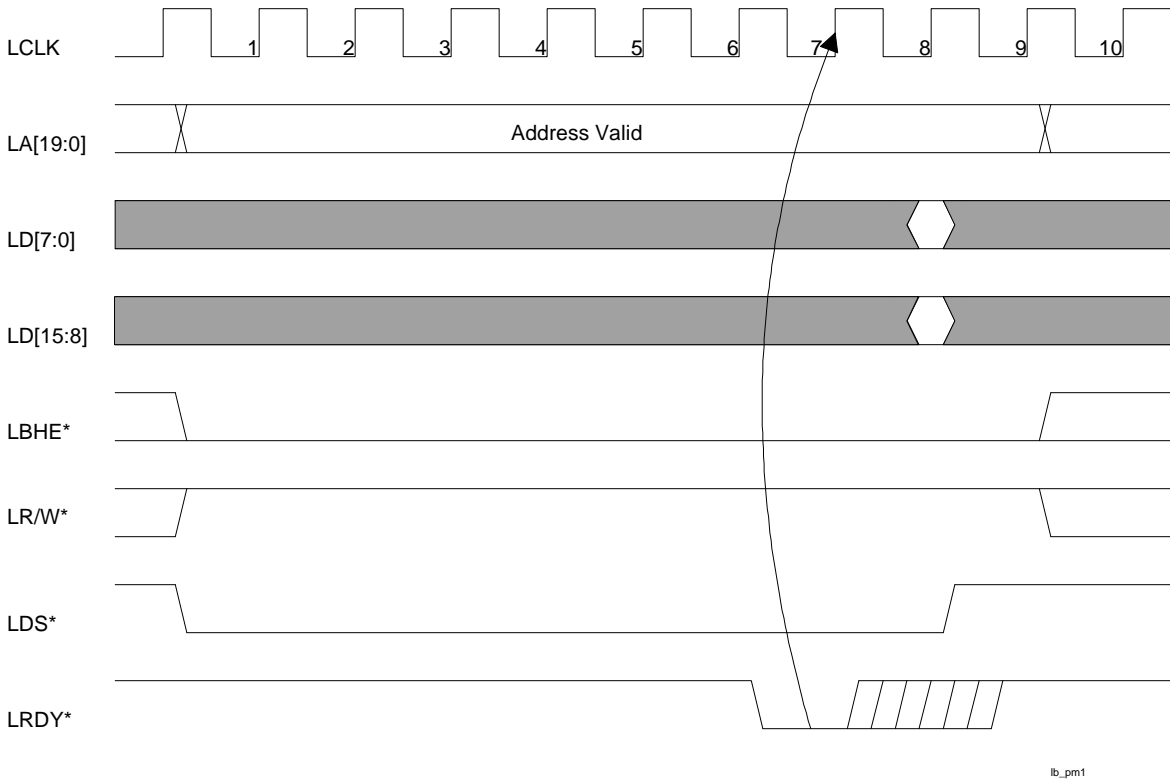 LCLK
1 2 3 4 5 6 7 8 9 10
LA[19:0]
Address Valid
LD[7:0]
LD[15:8]
LBHE*
LR/W*
LDS*
LRDY*
lb_pm1